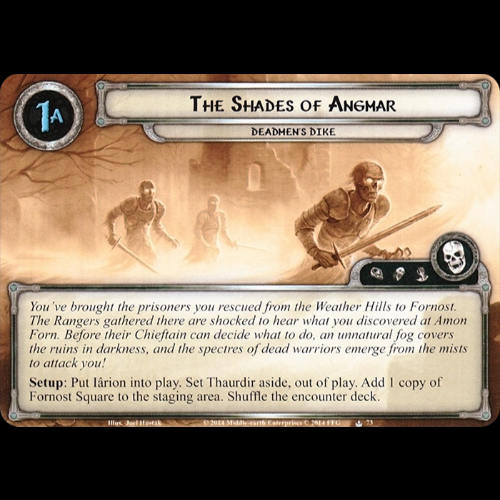 1A
The Shades of Angmar
Deadmen's Dike
You've brought the prisoners you rescued from the Weather Hills to Fornost.
The Rangers gathered there are shocked to hear what you discovered at Amon
Forn. Before their Chieftain can decide what to do, an unnatural fog covers
the ruins in darkness, and the spectres of dead warriors emerge from the mists
to attack you!
Setup: Put Iârion into play. Set Thaurdir aside, out of play. Add 1 copy of
Fornost Square to the staging area. Shuffle the encounter deck.
Illus. Joel Hustak © 2014 Middle-earth Enterprises © 2014 FFG 73